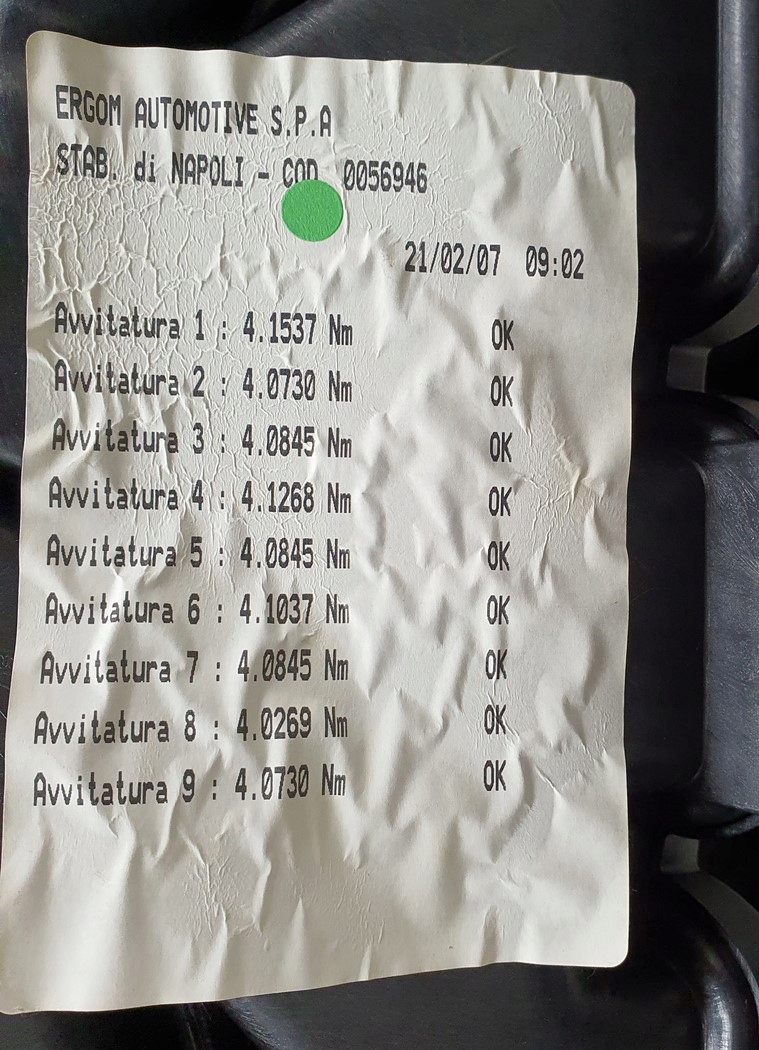 ERGOM AUTOMOTIVE S.P.A
STAB. di NAPOLI - COD 0056946
21/02/07 09:02
Avvitatura 1 : 4.1537 Nm OK
Avvitatura 2 : 4.0730 Nm OK
Avvitatura 3 : 4.0845 Nm OK
Avvitatura 4 : 4.1268 Nm OK
Avvitatura 5 : 4.0845 Nm OK
Avvitatura 6 : 4.1037 Nm OK
Avvitatura 7 : 4.0845 Nm OK
Avvitatura 8 : 4.0269 Nm OK
Avvitatura 9 : 4.0730 Nm OK